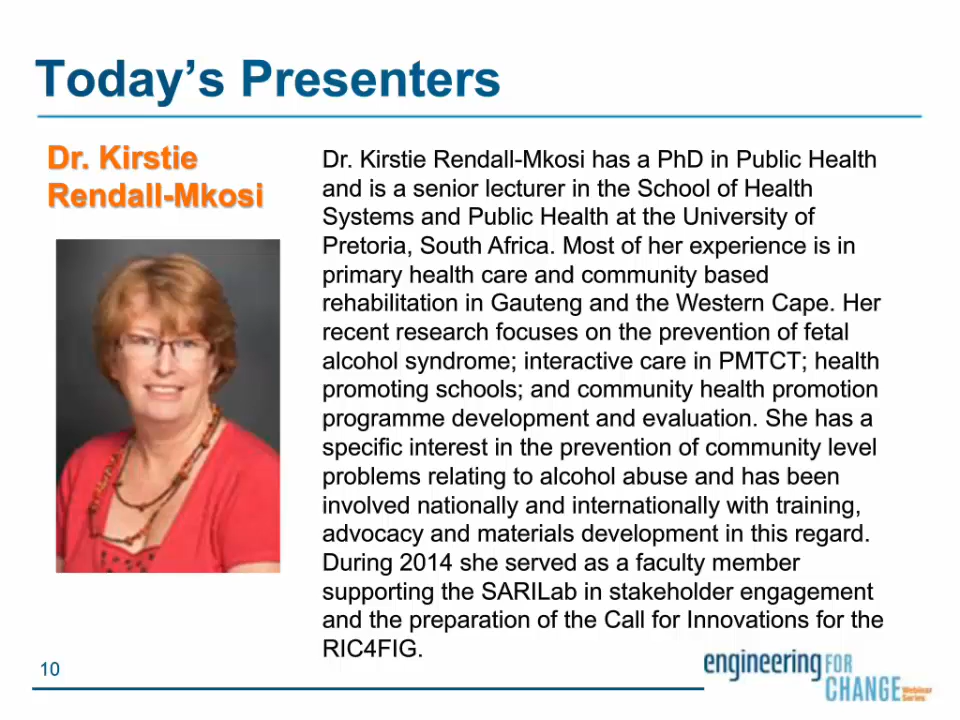 Today’s Presenters
Dr. Kirstie
Rendall-Mkosi
Dr. Kirstie Rendall-Mkosi has a PhD in Public Health
and is a senior lecturer in the School of Health
Systems and Public Health at the University of
Pretoria, South Africa. Most of her experience is in
primary health care and community based
rehabilitation in Gauteng and the Western Cape. Her
recent research focuses on the prevention of fetal
alcohol syndrome; interactive care in PMTCT; health
promoting schools; and community health promotion
programme development and evaluation. She has a
specific interest in the prevention of community level
problems relating to alcohol abuse and has been
involved nationally and internationally with training,
advocacy and materials development in this regard.
During 2014 she served as a faculty member
supporting the SARILab in stakeholder engagement
and the preparation of the Call for Innovations for the
RIC4FIG.
10
engineering FOR
CHANGE Webinar
Series